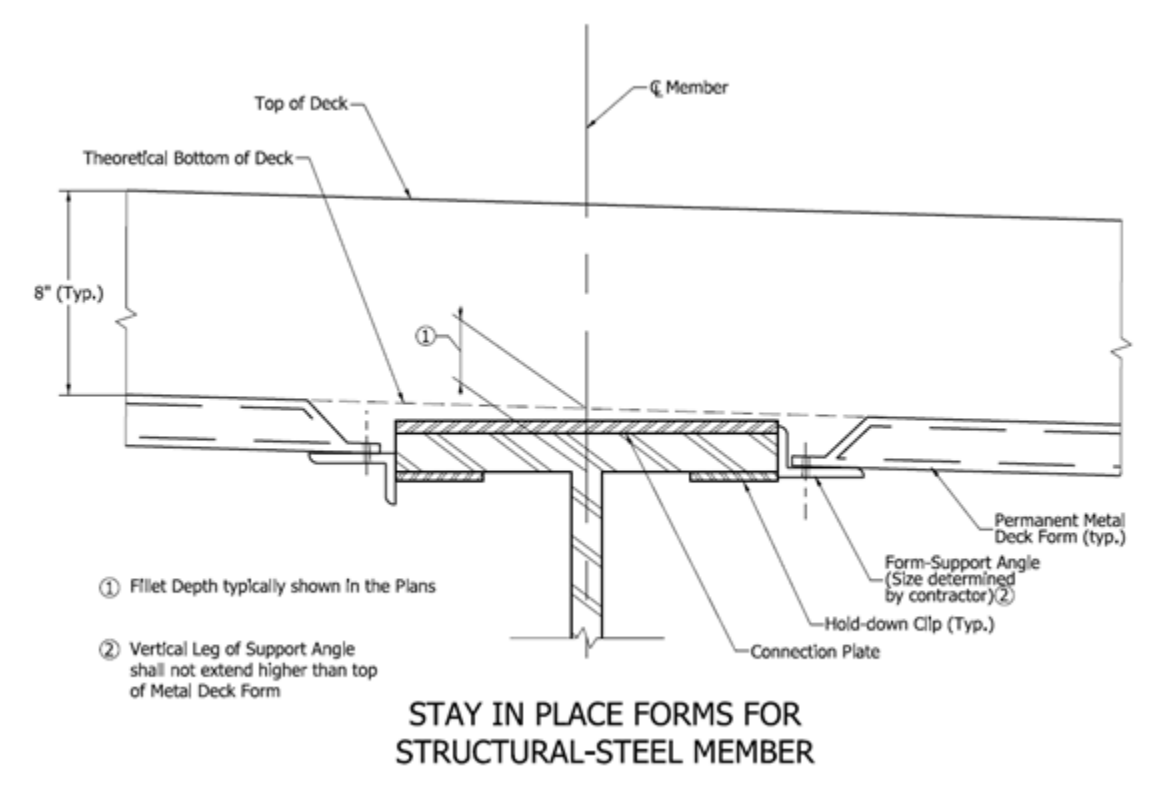 ℄ Member
Top of Deck
Theoretical Bottom of Deck
8" (Typ.)
①
Permanent Metal
Deck Form (typ.)
Form-Support Angle
(Size determined
by contractor)②
Hold-down Clip (Typ.)
Connection Plate
① Fillet Depth typically shown in the Plans
② Vertical Leg of Support Angle
shall not extend higher than top
of Metal Deck Form
STAY IN PLACE FORMS FOR
STRUCTURAL-STEEL MEMBER